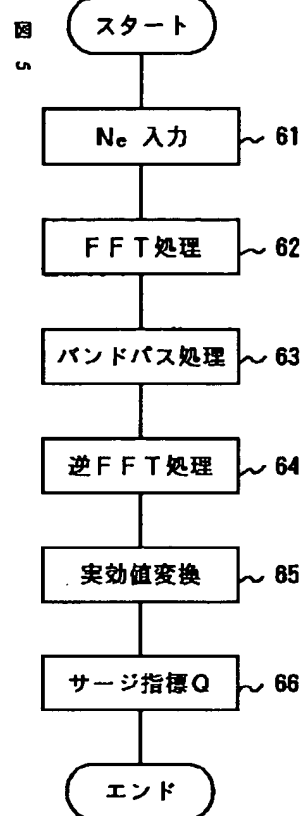 図 5
スタート
Ne 入力 ~ 61
FFT処理 ~ 62
バンドパス処理 ~ 63
逆FFT処理 ~ 64
実効値変換 ~ 65
サージ指標Q ~ 66
エンド